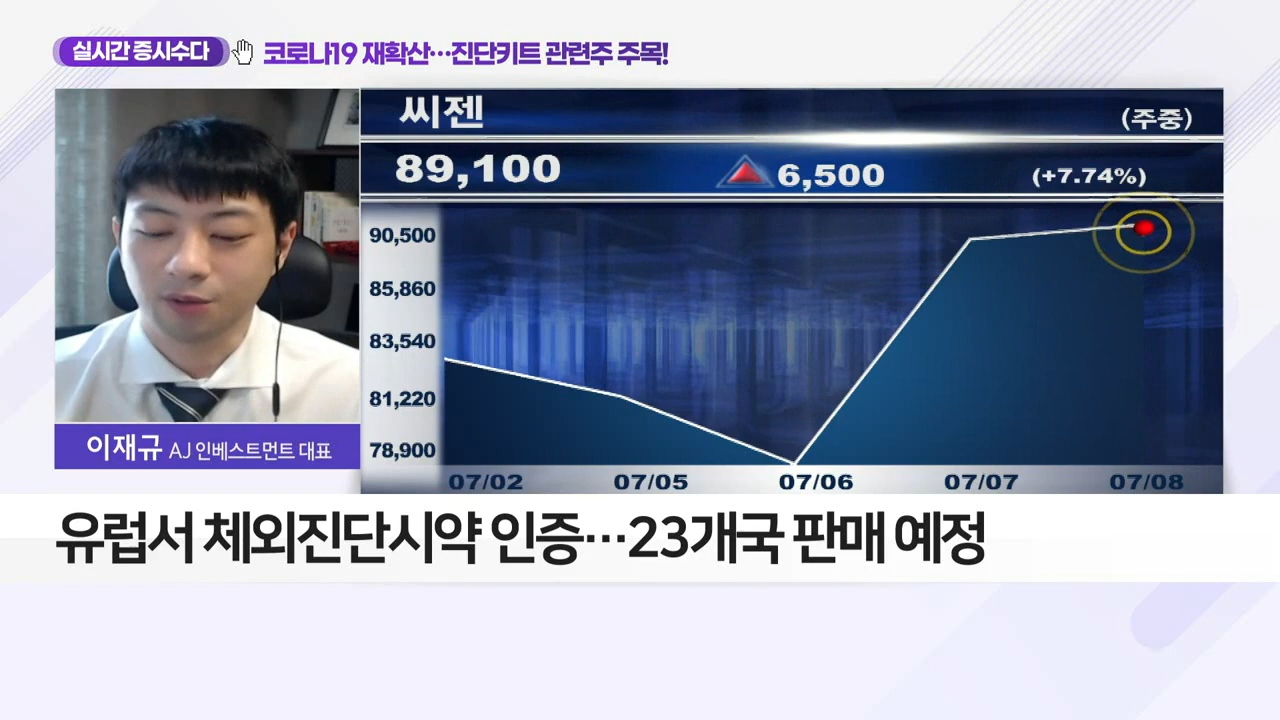 실시간 증시수다 코로나19 재확산…진단키트 관련주 주목!
씨젠 (주중)
89,100 6,500 (+7.74%)
90,500
85,860
83,540
81,220
78,900
07/02 07/05 07/06 07/07 07/08
이재규 AJ 인베스트먼트 대표
유럽서 체외진단시약 인증…23개국 판매 예정